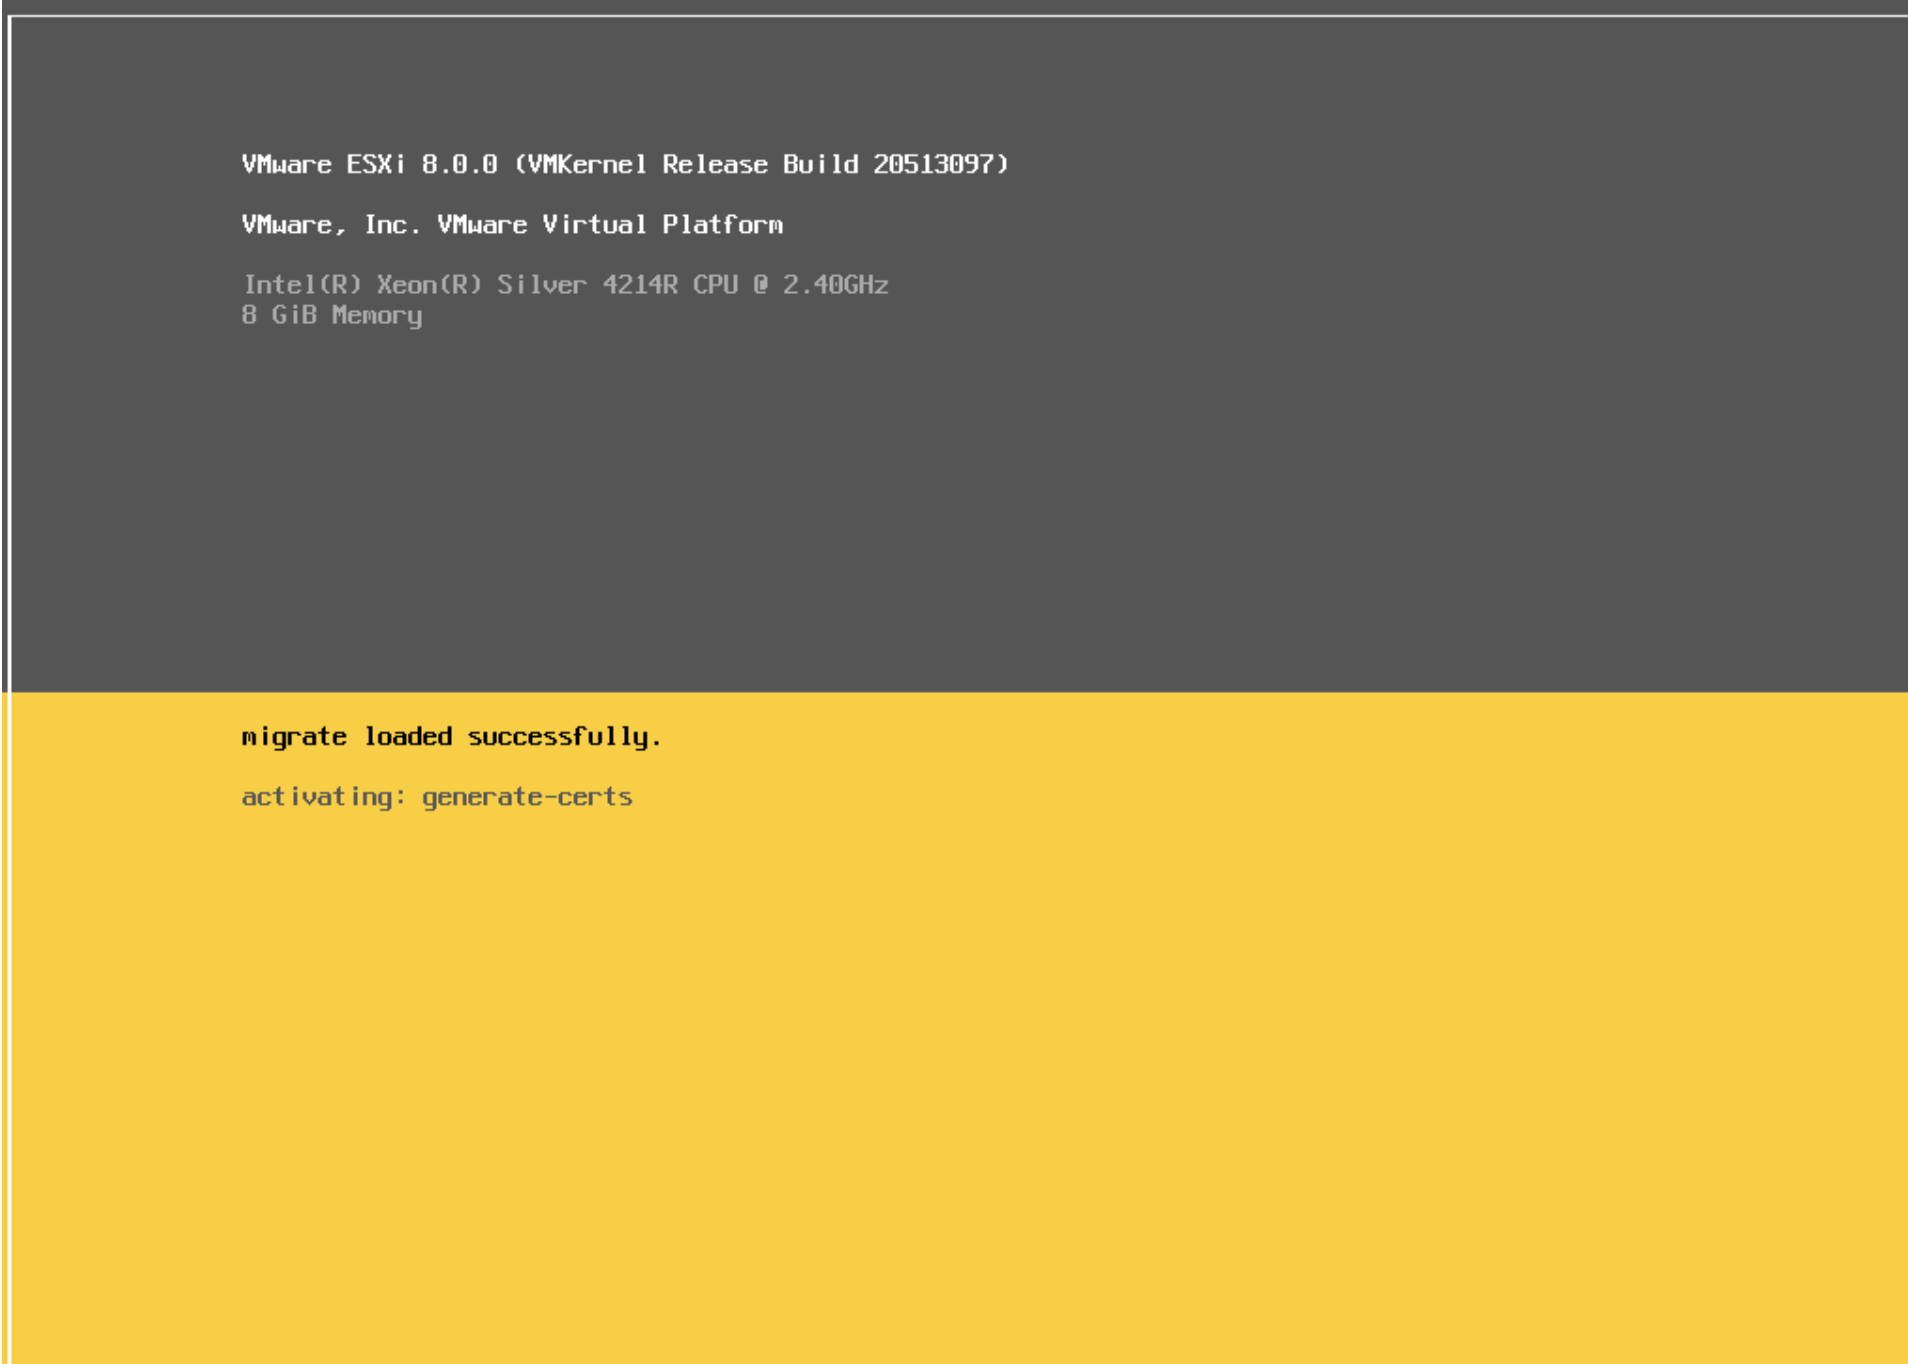 VMware ESXi 8.0.0 (VMKernel Release Build 20513097)
VMware, Inc. VMware Virtual Platform
Intel(R) Xeon(R) Silver 4214R CPU @ 2.40GHz
8 GiB Memory
migrate loaded successfully.
activating: generate-certs